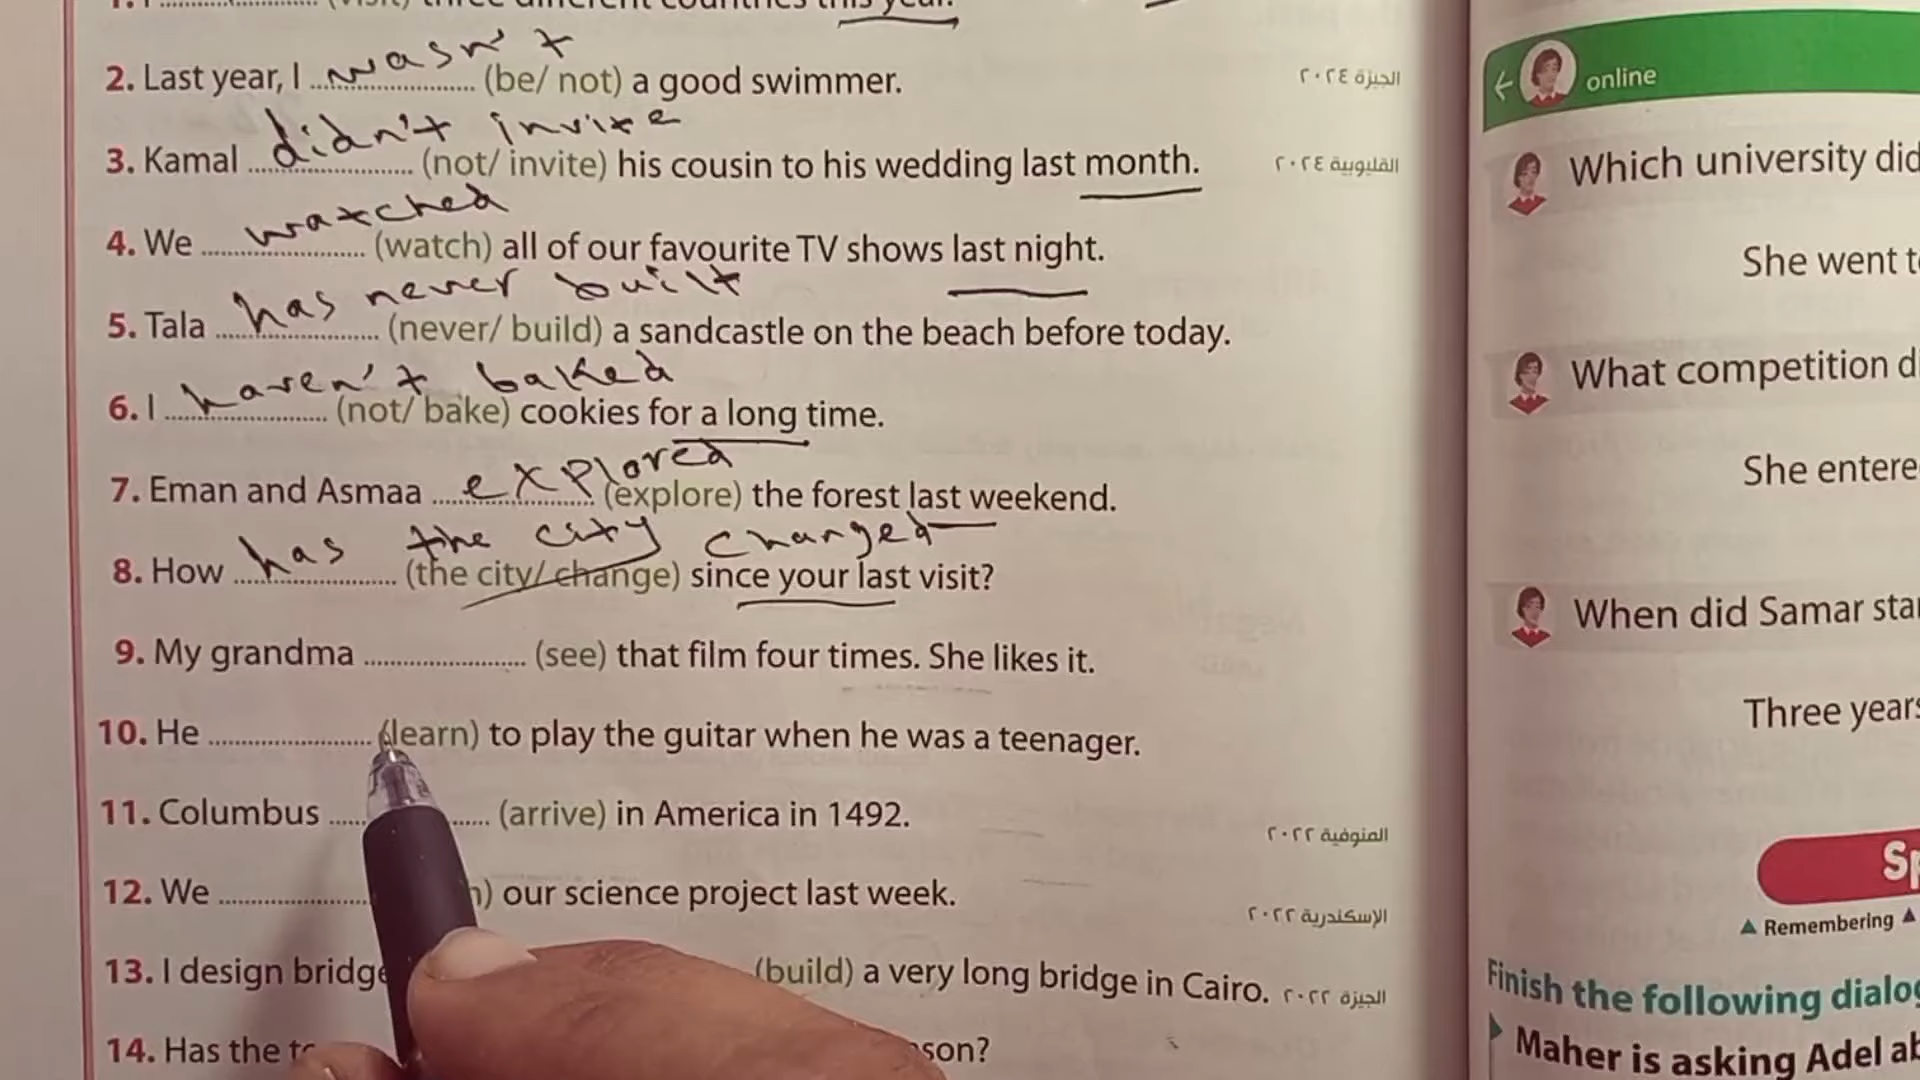 (visit) three different countries this year.
wasn't
2. Last year, I .................... (be/ not) a good swimmer. الجيزة ٢٠٢٤
didn't invite
3. Kamal .................... (not/ invite) his cousin to his wedding last month. القليوبية ٢٠٢٤
watched
4. We .................... (watch) all of our favourite TV shows last night.
has never built
5. Tala .................... (never/ build) a sandcastle on the beach before today.
haven't baked
6. I .................... (not/ bake) cookies for a long time.
explored
7. Eman and Asmaa .................... (explore) the forest last weekend.
has the city changed
8. How .................... (the city/ change) since your last visit?
9. My grandma .................... (see) that film four times. She likes it.
10. He .................... (learn) to play the guitar when he was a teenager.
11. Columbus .................... (arrive) in America in 1492. المنوفية ٢٠٢٢
12. We .................... our science project last week. الإسكندرية ٢٠٢٢
13. I design (build) a very long bridge in Cairo. الجيزة ٢٠٢٢
14. Has the
online
Which university did
She went
What competition
She
When did Samar
Three
Remembering
Finish the following
Maher is asking Adel